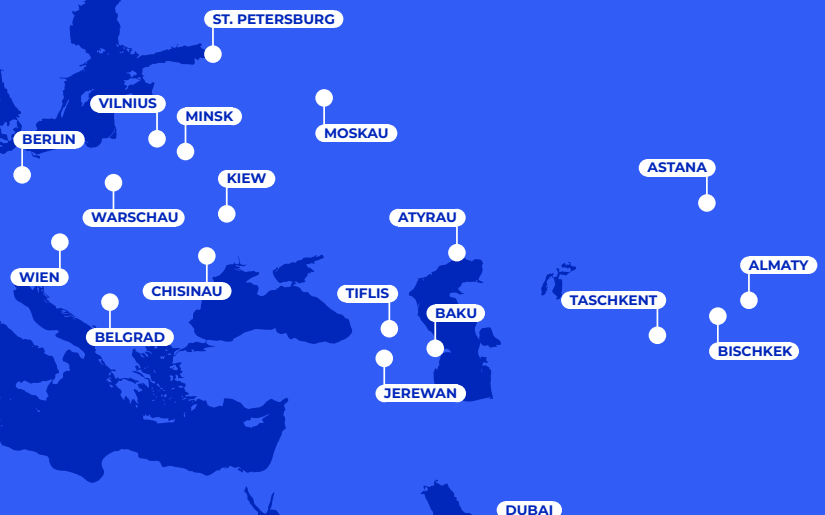 ST. PETERSBURG
VILNIUS
MINSK
MOSKAU
BERLIN
ASTANA
KIEW
WARSCHAU
ATYRAU
ALMATY
WIEN
CHISINAU
TIFLIS
TASCHKENT
BAKU
BELGRAD
BISCHKEK
JEREWAN
DUBAI